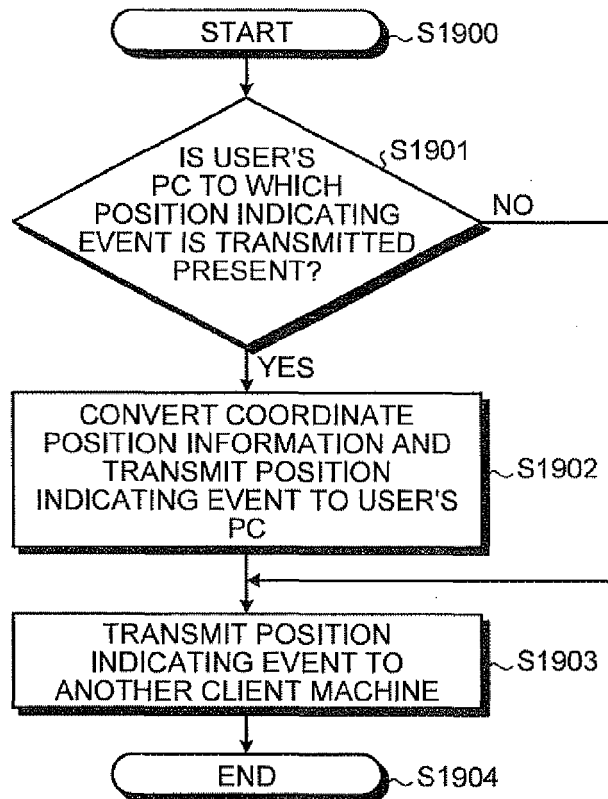 START
S1900
S1901
IS USER'S
PC TO WHICH
POSITION INDICATING
EVENT IS TRANSMITTED
PRESENT?
NO
YES
CONVERT COORDINATE
POSITION INFORMATION AND
TRANSMIT POSITION
INDICATING EVENT TO USER'S
PC
S1902
TRANSMIT POSITION
INDICATING EVENT TO
ANOTHER CLIENT MACHINE
S1903
END
S1904